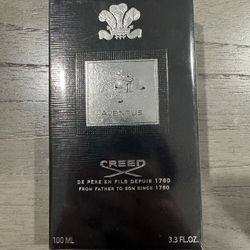 AVENTUS
CREED
DE PÈRE EN FILS DEPUIS 1760
FROM FATHER TO SON SINCE 1760
100 ML 3.3 FL.OZ.